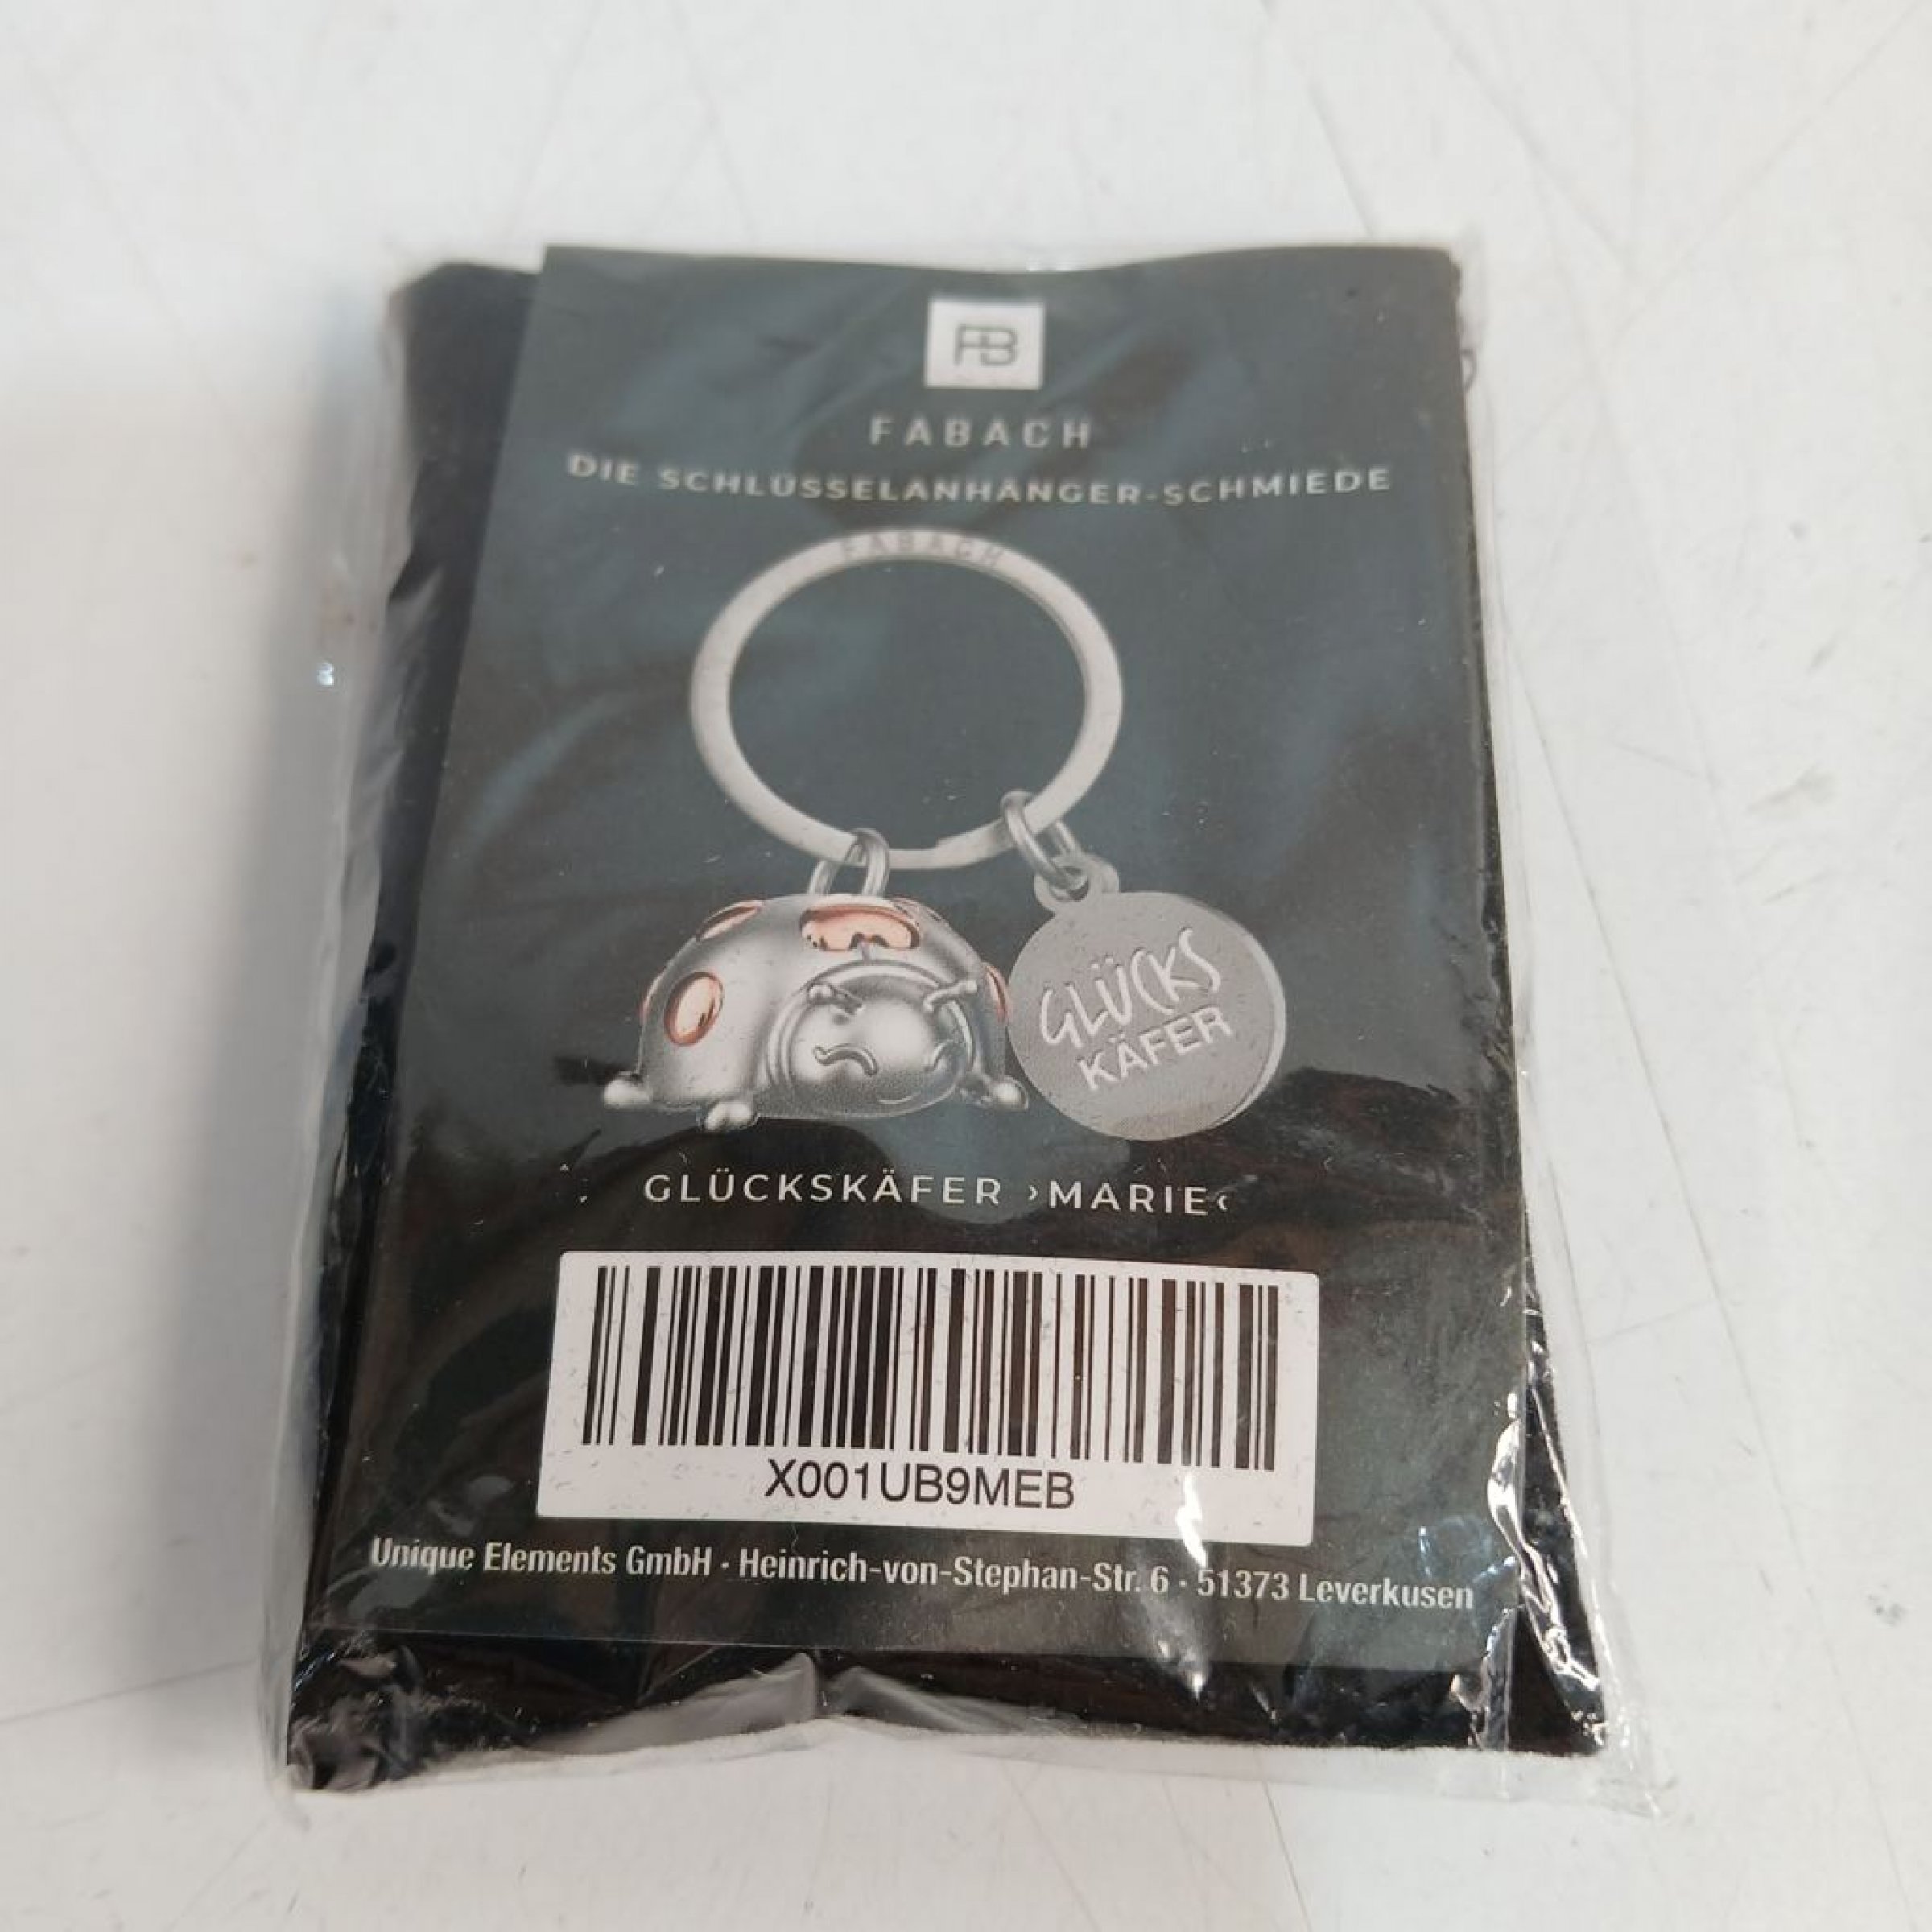 FB
FABACH
DIE SCHLÜSSELANHÄNGER-SCHMIEDE
FABACH
GLÜCKS
KÄFER
GLÜCKSKÄFER ›MARIE‹
X001UB9MEB
Unique Elements GmbH · Heinrich-von-Stephan-Str. 6 · 51373 Leverkusen